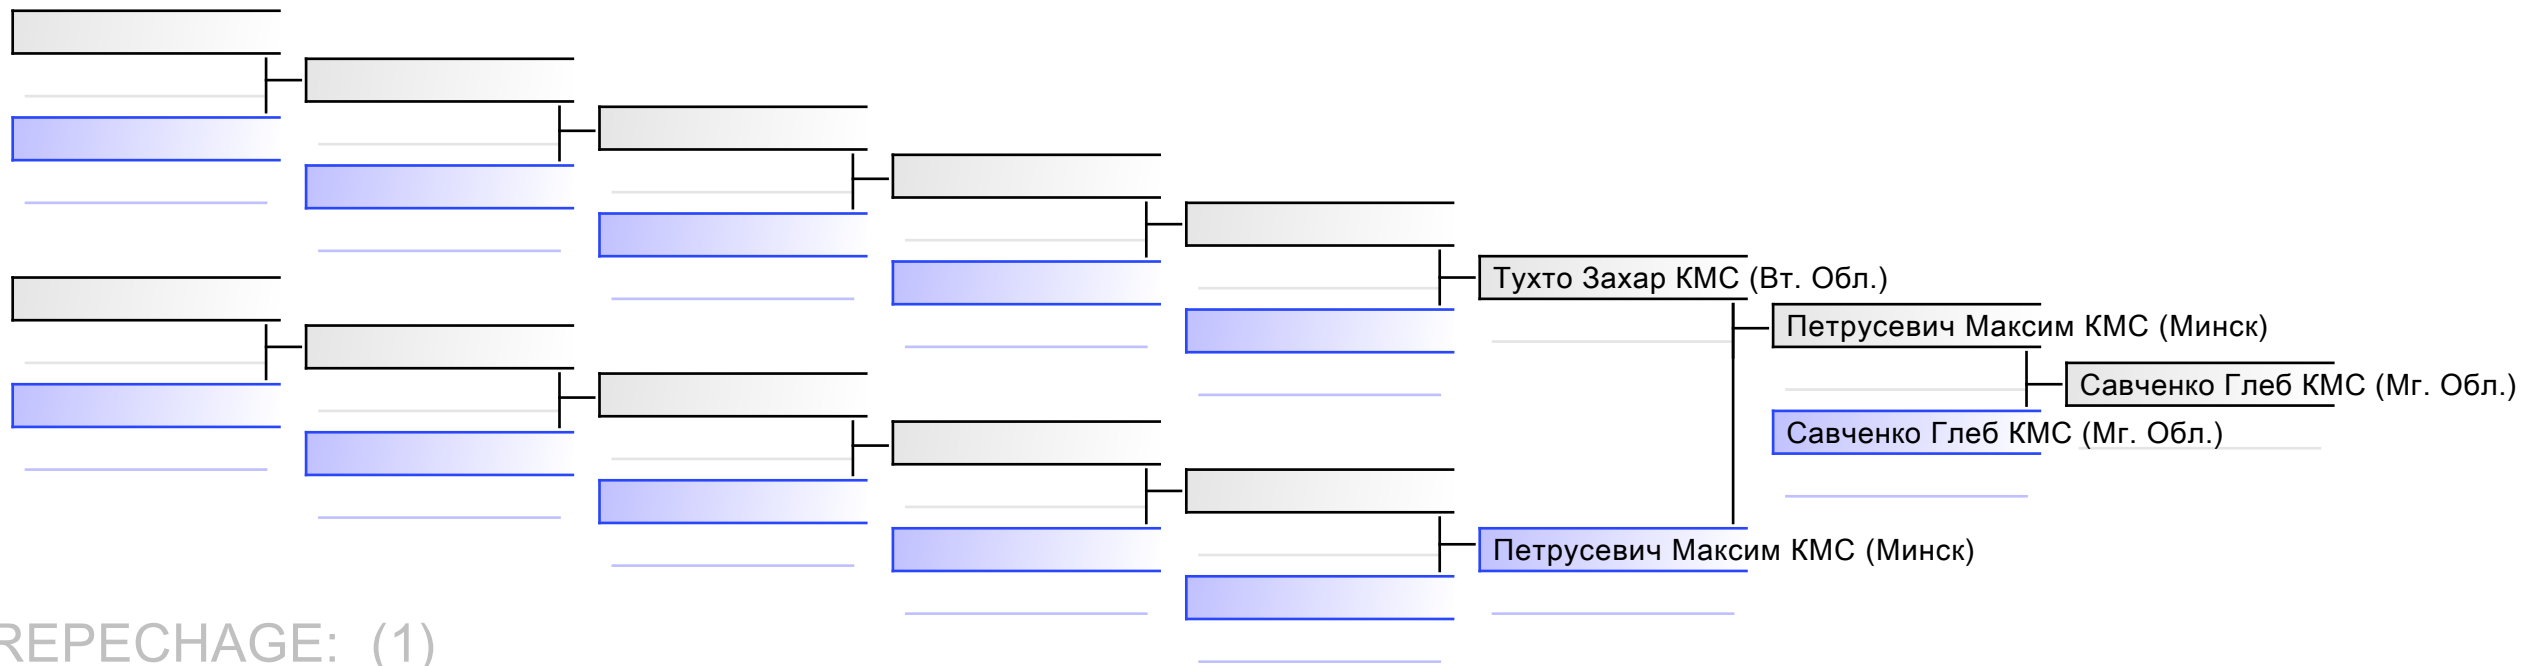 Тухто Захар КМС (Вт. Обл.)
Петрусевич Максим КМС (Минск)
Савченко Глеб КМС (Мг. Обл.)
Савченко Глеб КМС (Мг. Обл.)
Петрусевич Максим КМС (Минск)
REPECHAGE: (1)